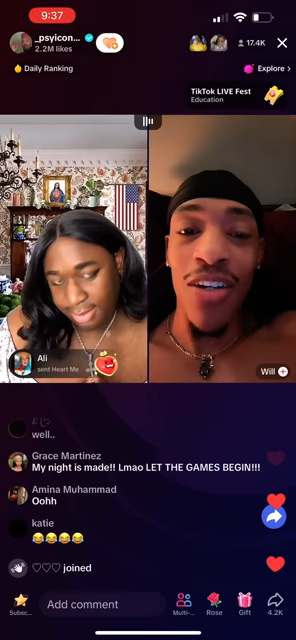 9:37
_psyicon...
2.2M likes
17.4K
Daily Ranking
Explore >
TikTok LIVE Fest
Education
Ali
sent Heart Me
Will
well..
Grace Martinez
My night is made!! Lmao LET THE GAMES BEGIN!!!
Amina Muhammad
Oohh
katie
😂😂😂😂
♡♡♡ joined
Subsc...
Add comment
Multi-...
Rose
Gift
4.2K